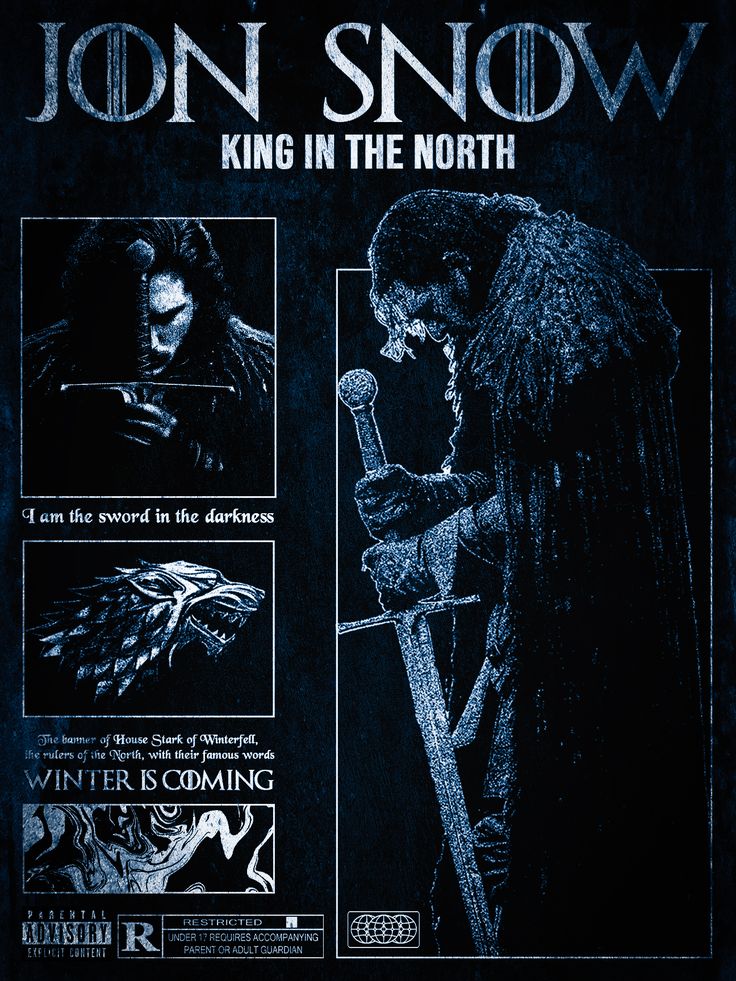 JON SNOW
KING IN THE NORTH
I am the sword in the darkness
The banner of House Stark of Winterfell,
the rulers of the North, with their famous words
WINTER IS COMING
PARENTAL
ADVISORY
EXPLICIT CONTENT
R
RESTRICTED
UNDER 17 REQUIRES ACCOMPANYING
PARENT OR ADULT GUARDIAN